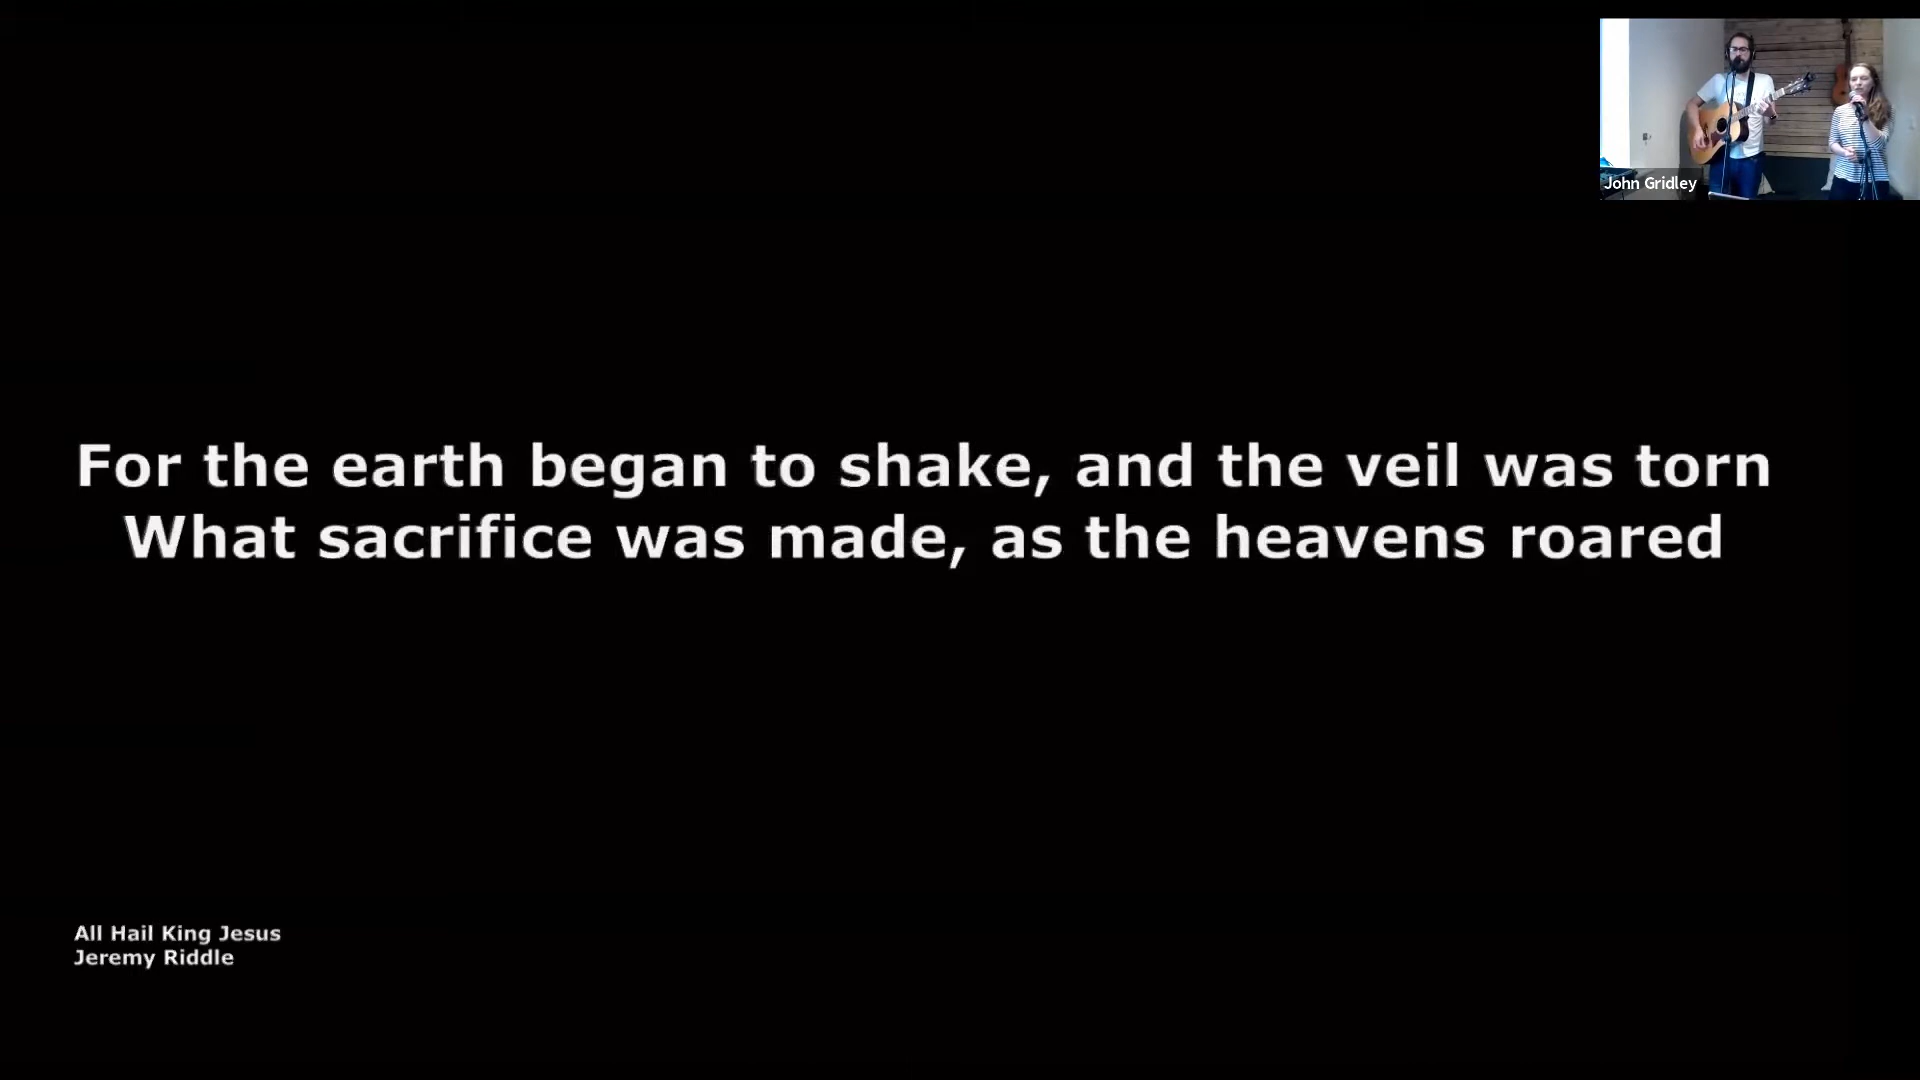 John Gridley
For the earth began to shake, and the veil was torn
What sacrifice was made, as the heavens roared
All Hail King Jesus
Jeremy Riddle